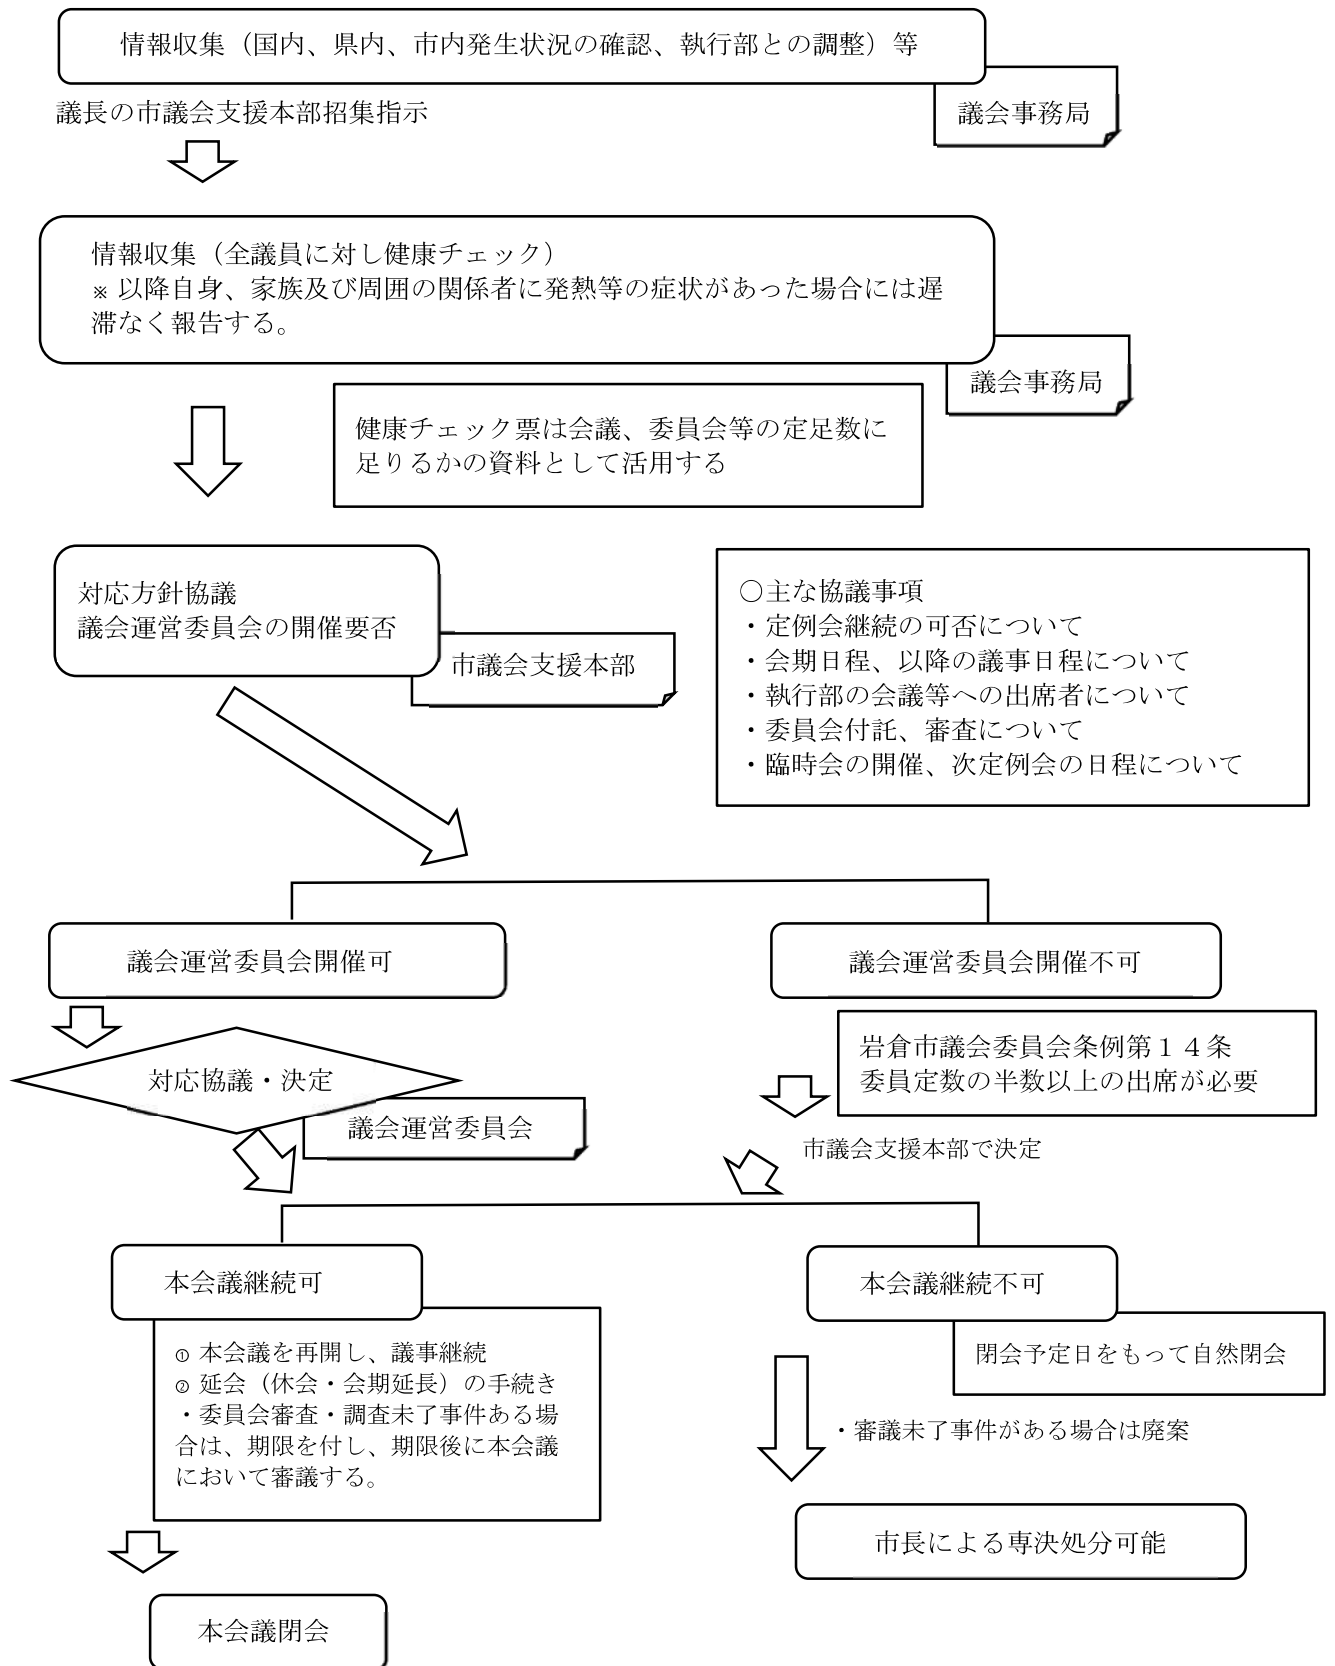 情報収集（国内、県内、市内発生状況の確認、執行部との調整）等
議会事務局
議長の市議会支援本部招集指示
情報収集（全議員に対し健康チェック）
※ 以降自身、家族及び周囲の関係者に発熱等の症状があった場合には遅
滞なく報告する。
議会事務局
健康チェック票は会議、委員会等の定足数に
足りるかの資料として活用する
対応方針協議
議会運営委員会の開催要否
市議会支援本部
〇主な協議事項
・定例会継続の可否について
・会期日程、以降の議事日程について
・執行部の会議等への出席者について
・委員会付託、審査について
・臨時会の開催、次定例会の日程について
議会運営委員会開催可
議会運営委員会開催不可
岩倉市議会委員会条例第１４条
委員定数の半数以上の出席が必要
対応協議・決定
議会運営委員会
市議会支援本部で決定
本会議継続可
本会議継続不可
① 本会議を再開し、議事継続
② 延会（休会・会期延長）の手続き
・委員会審査・調査未了事件ある場
合は、期限を付し、期限後に本会議
において審議する。
閉会予定日をもって自然閉会
・審議未了事件がある場合は廃案
市長による専決処分可能
本会議閉会